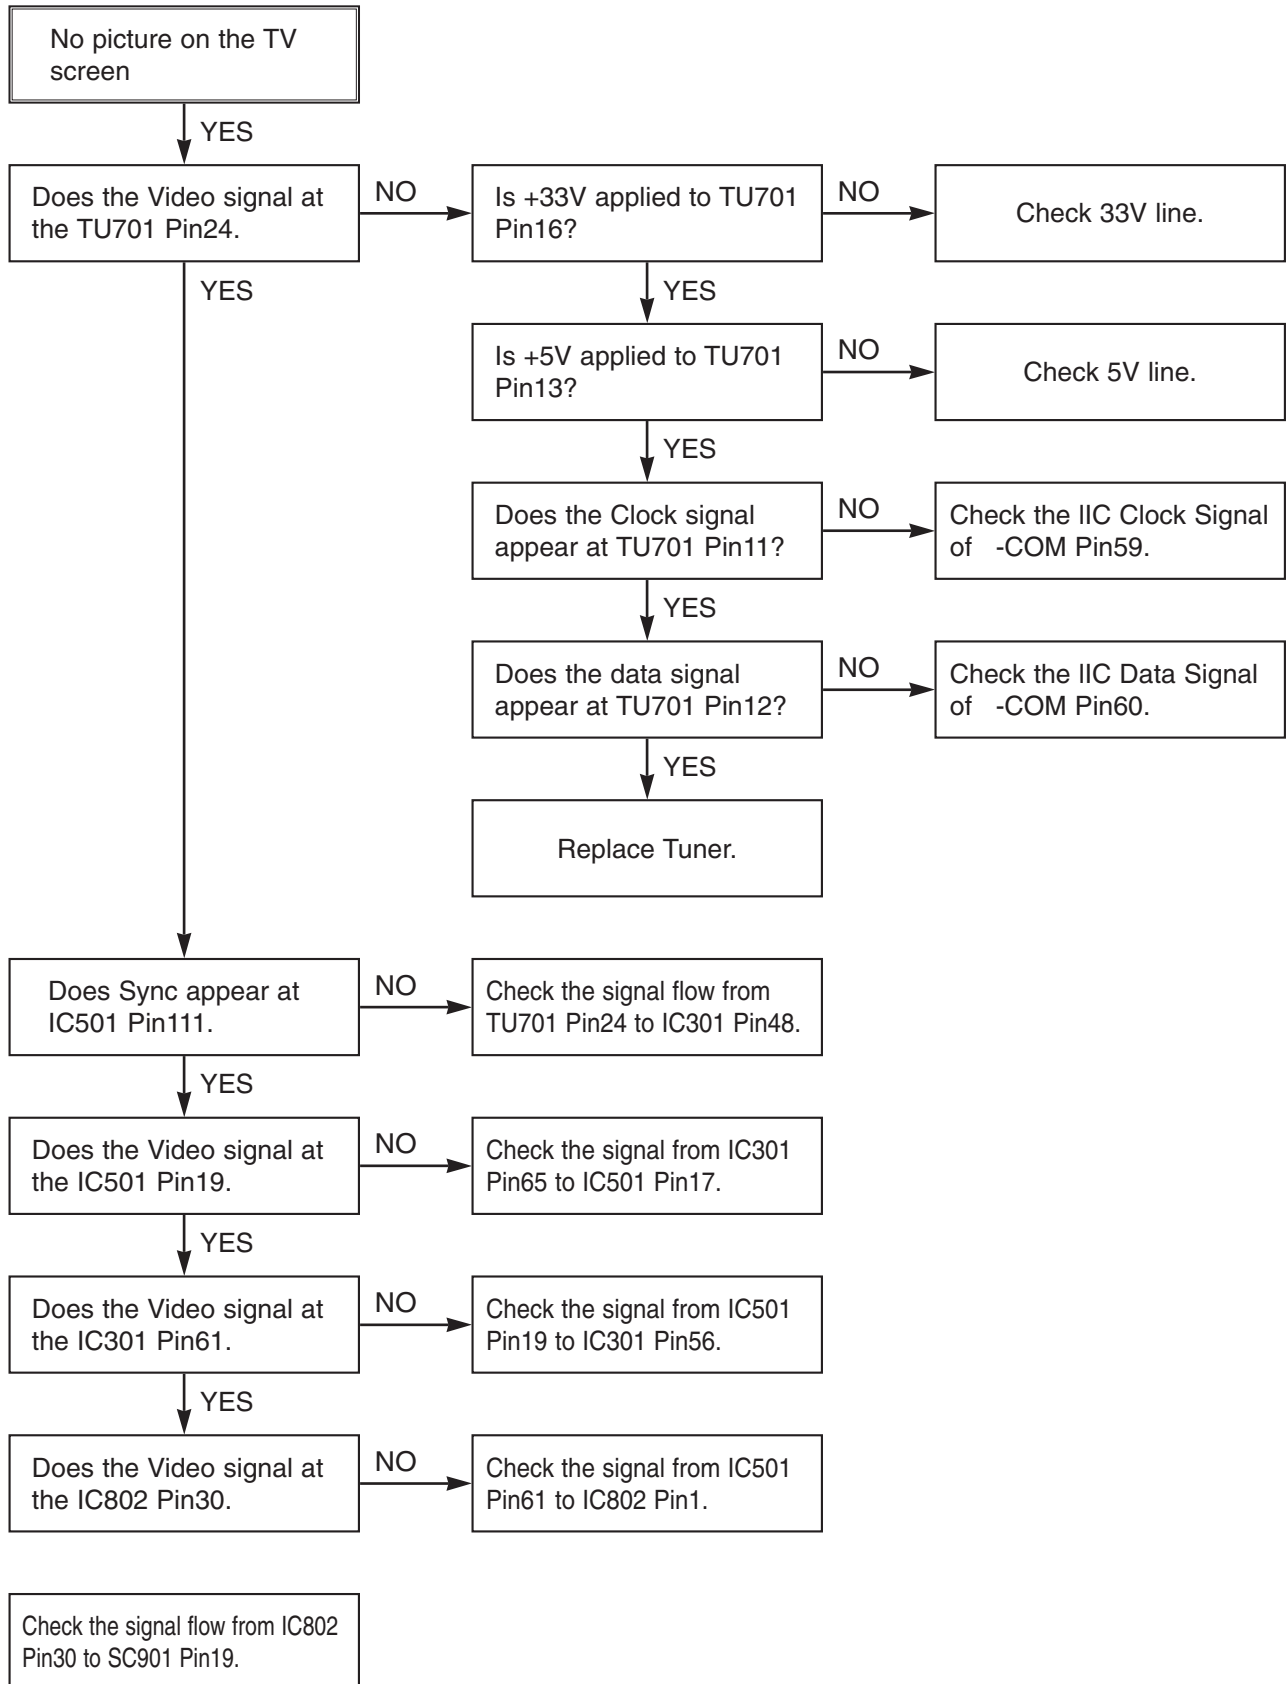 No picture on the TV
screen
YES
Does the Video signal at
the TU701 Pin24.
NO
Is +33V applied to TU701
Pin16?
NO
Check 33V line.
YES
YES
Is +5V applied to TU701
Pin13?
NO
Check 5V line.
YES
Does the Clock signal
appear at TU701 Pin11?
NO
Check the IIC Clock Signal
of -COM Pin59.
YES
Does the data signal
appear at TU701 Pin12?
NO
Check the IIC Data Signal
of -COM Pin60.
YES
Replace Tuner.
Does Sync appear at
IC501 Pin111.
NO
Check the signal flow from
TU701 Pin24 to IC301 Pin48.
YES
Does the Video signal at
the IC501 Pin19.
NO
Check the signal from IC301
Pin65 to IC501 Pin17.
YES
Does the Video signal at
the IC301 Pin61.
NO
Check the signal from IC501
Pin19 to IC301 Pin56.
YES
Does the Video signal at
the IC802 Pin30.
NO
Check the signal from IC501
Pin61 to IC802 Pin1.
Check the signal flow from IC802
Pin30 to SC901 Pin19.